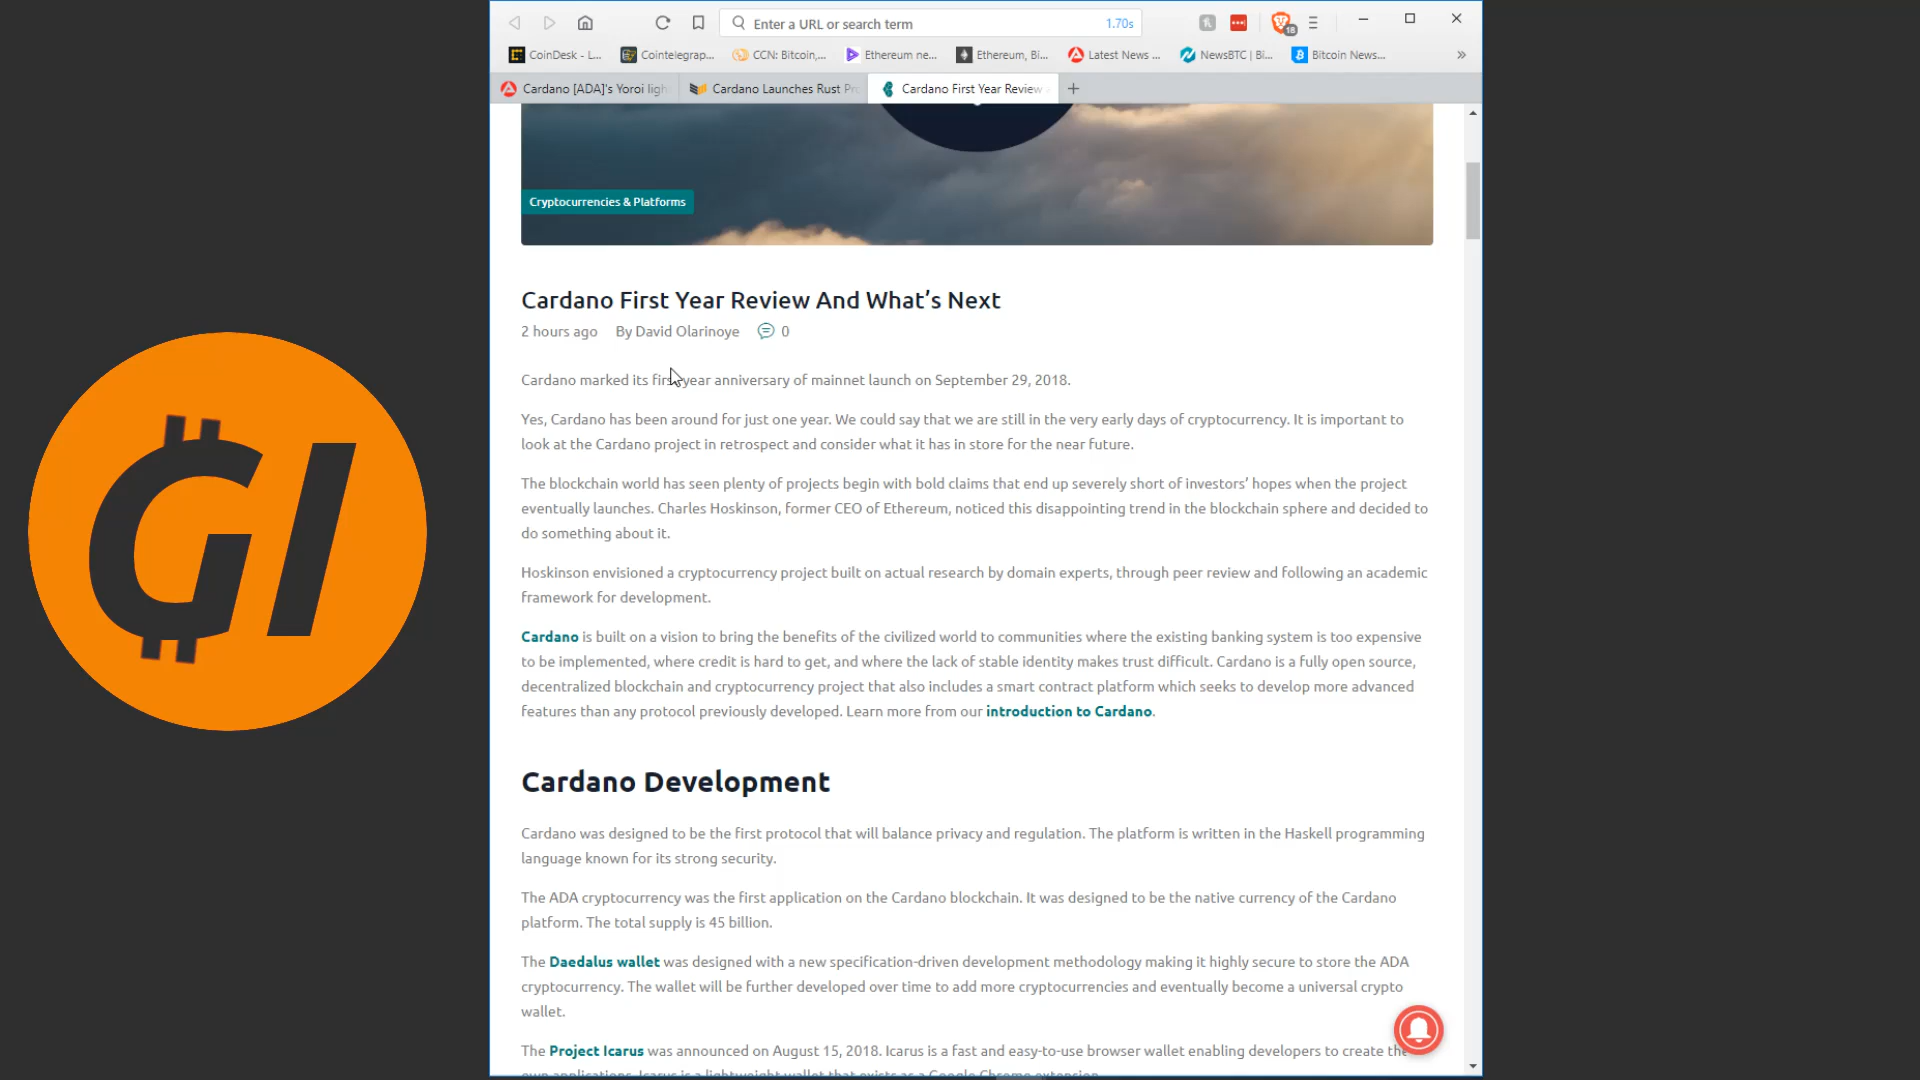 Enter a URL or search term
1.70s
18
CoinDesk - L...
Cointelegrap...
CCN: Bitcoin,...
Ethereum ne...
Ethereum, Bi...
Latest News ...
NewsBTC | Bi...
Bitcoin News...
Cardano [ADA]'s Yoroi ligh
Cardano Launches Rust Pr
Cardano First Year Review
Cryptocurrencies & Platforms
Cardano First Year Review And What's Next
2 hours ago By David Olarinoye 0
Cardano marked its first year anniversary of mainnet launch on September 29, 2018.
Yes, Cardano has been around for just one year. We could say that we are still in the very early days of cryptocurrency. It is important to
look at the Cardano project in retrospect and consider what it has in store for the near future.
The blockchain world has seen plenty of projects begin with bold claims that end up severely short of investors' hopes when the project
eventually launches. Charles Hoskinson, former CEO of Ethereum, noticed this disappointing trend in the blockchain sphere and decided to
do something about it.
Hoskinson envisioned a cryptocurrency project built on actual research by domain experts, through peer review and following an academic
framework for development.
Cardano is built on a vision to bring the benefits of the civilized world to communities where the existing banking system is too expensive
to be implemented, where credit is hard to get, and where the lack of stable identity makes trust difficult. Cardano is a fully open source,
decentralized blockchain and cryptocurrency project that also includes a smart contract platform which seeks to develop more advanced
features than any protocol previously developed. Learn more from our introduction to Cardano.
Cardano Development
Cardano was designed to be the first protocol that will balance privacy and regulation. The platform is written in the Haskell programming
language known for its strong security.
The ADA cryptocurrency was the first application on the Cardano blockchain. It was designed to be the native currency of the Cardano
platform. The total supply is 45 billion.
The Daedalus wallet was designed with a new specification-driven development methodology making it highly secure to store the ADA
cryptocurrency. The wallet will be further developed over time to add more cryptocurrencies and eventually become a universal crypto
wallet.
The Project Icarus was announced on August 15, 2018. Icarus is a fast and easy-to-use browser wallet enabling developers to create the
own applications. Icarus is a lightweight wallet that exists as a Google Chrome extension.
GI